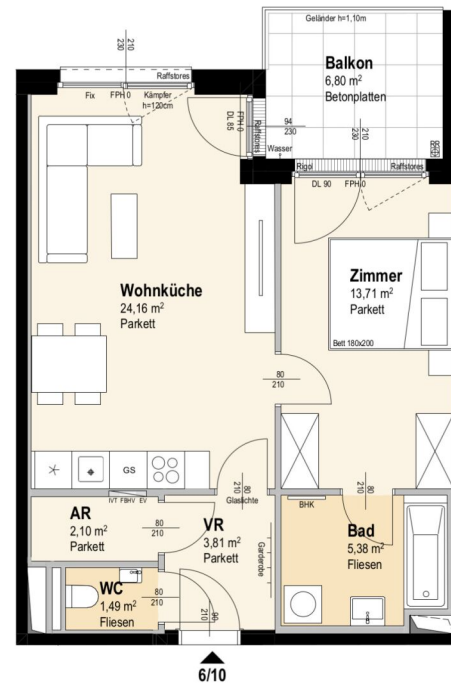 Geländer h=1,10m
Balkon
6,80 m²
Betonplatten
210
230
Raffstores
Fix FPH 0 Kämpfer
h=120cm
FPH 0
DL 85
Raffstores
94
230
210
230
Wasser
Rigol
Raffstores
DL 90 FPH 0
Wohnküche
24,16 m²
Parkett
Zimmer
13,71 m²
Parkett
Bett 180x200
80
210
GS
80
210
Glaslichte
80
210
IVT FBHV EV
BHK
AR
2,10 m²
Parkett
80
210
VR
3,81 m²
Parkett
Garderobe
Bad
5,38 m²
Fliesen
WC
1,49 m²
Fliesen
80
210
90
210
6/10